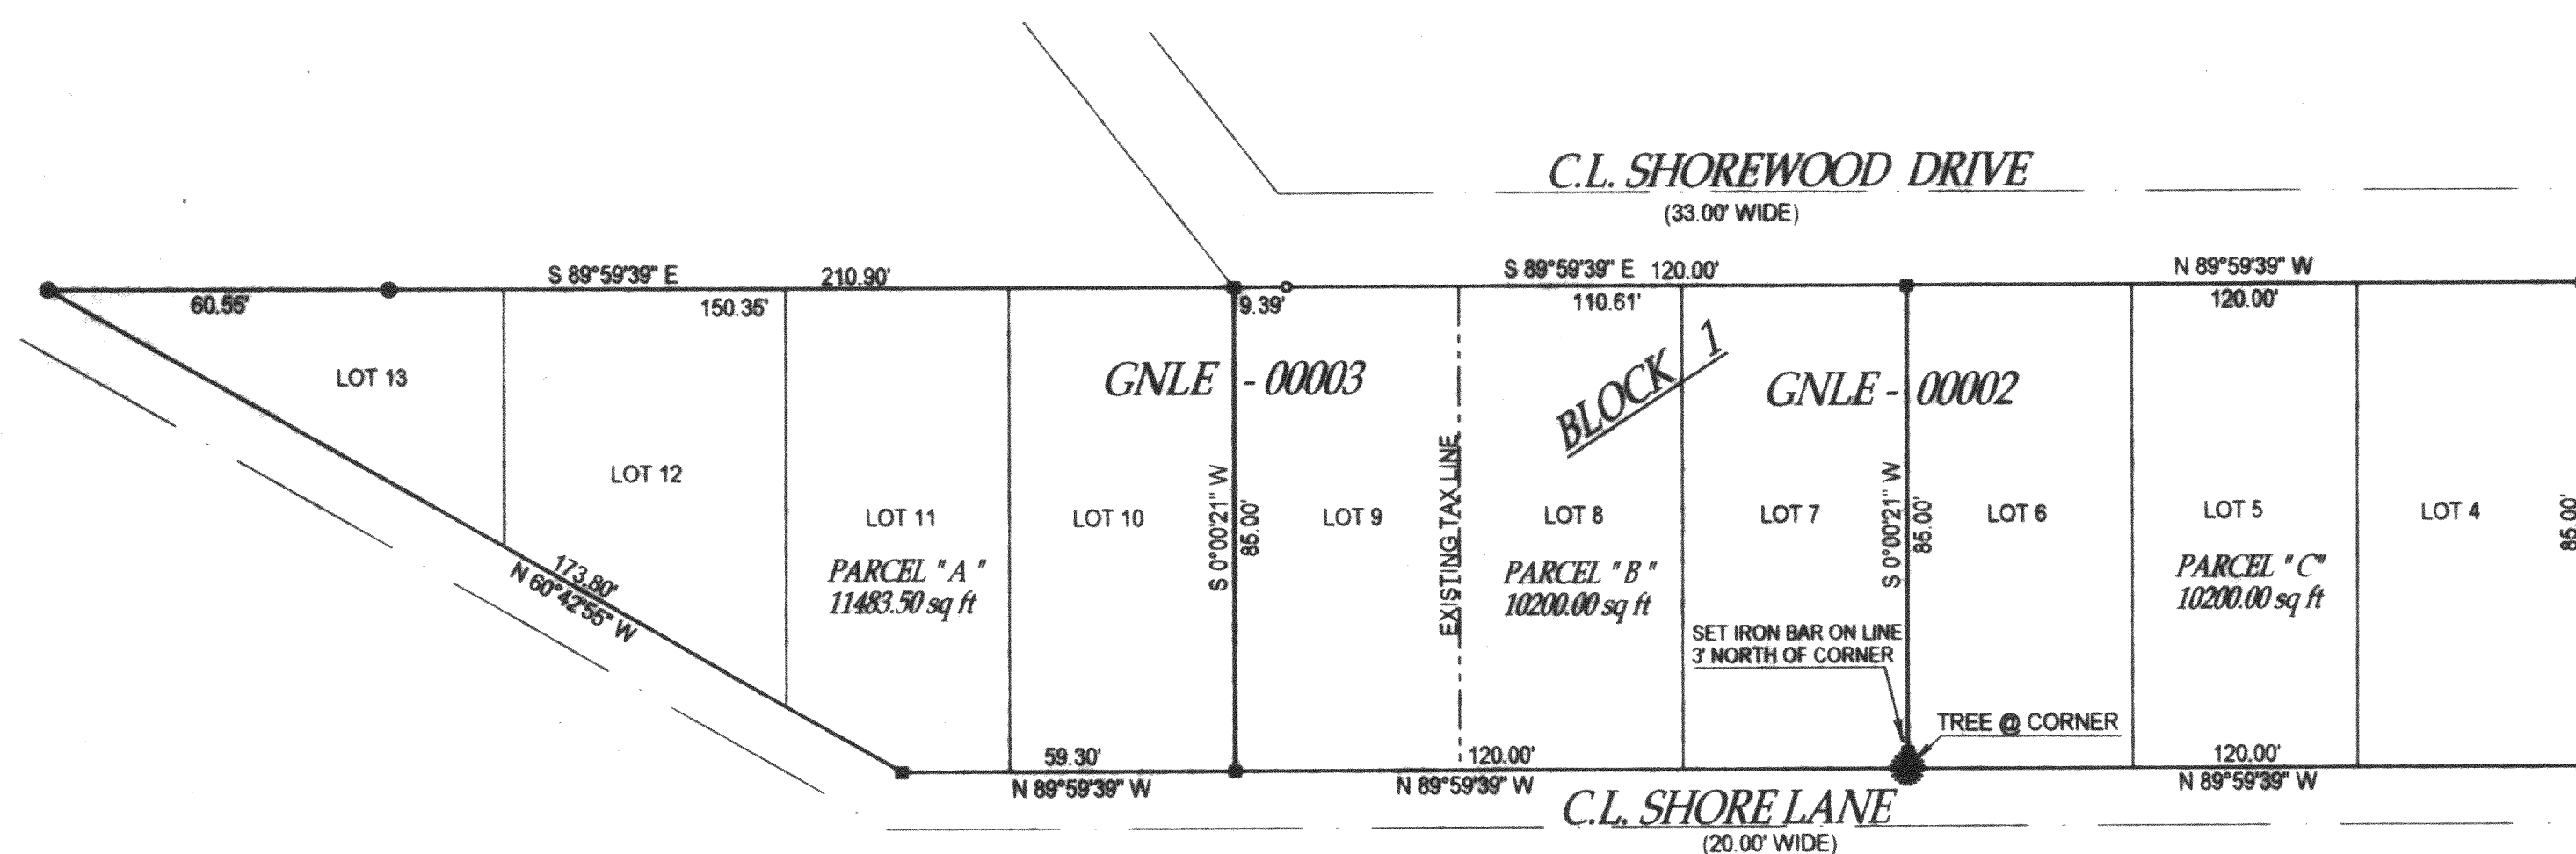 C.L. SHOREWOOD DRIVE
(33.00' WIDE)
S 89°59'39" E 210.90'
S 89°59'39" E 120.00'
N 89°59'39" W
60.55'
150.35'
9.39'
110.61'
120.00'
LOT 13
GNLE - 00003
BLOCK 1
GNLE - 00002
LOT 12
LOT 11
LOT 10
LOT 9
LOT 8
LOT 7
LOT 6
LOT 5
LOT 4
S 0°00'21" W
85.00'
EXISTING TAX LINE
S 0°00'21" W
85.00'
85.00'
173.80'
N 60°42'55" W
PARCEL "A"
11483.50 sq ft
PARCEL "B"
10200.00 sq ft
PARCEL "C"
10200.00 sq ft
SET IRON BAR ON LINE
3' NORTH OF CORNER
TREE @ CORNER
59.30'
N 89°59'39" W
120.00'
N 89°59'39" W
120.00'
N 89°59'39" W
C.L. SHORE LANE
(20.00' WIDE)